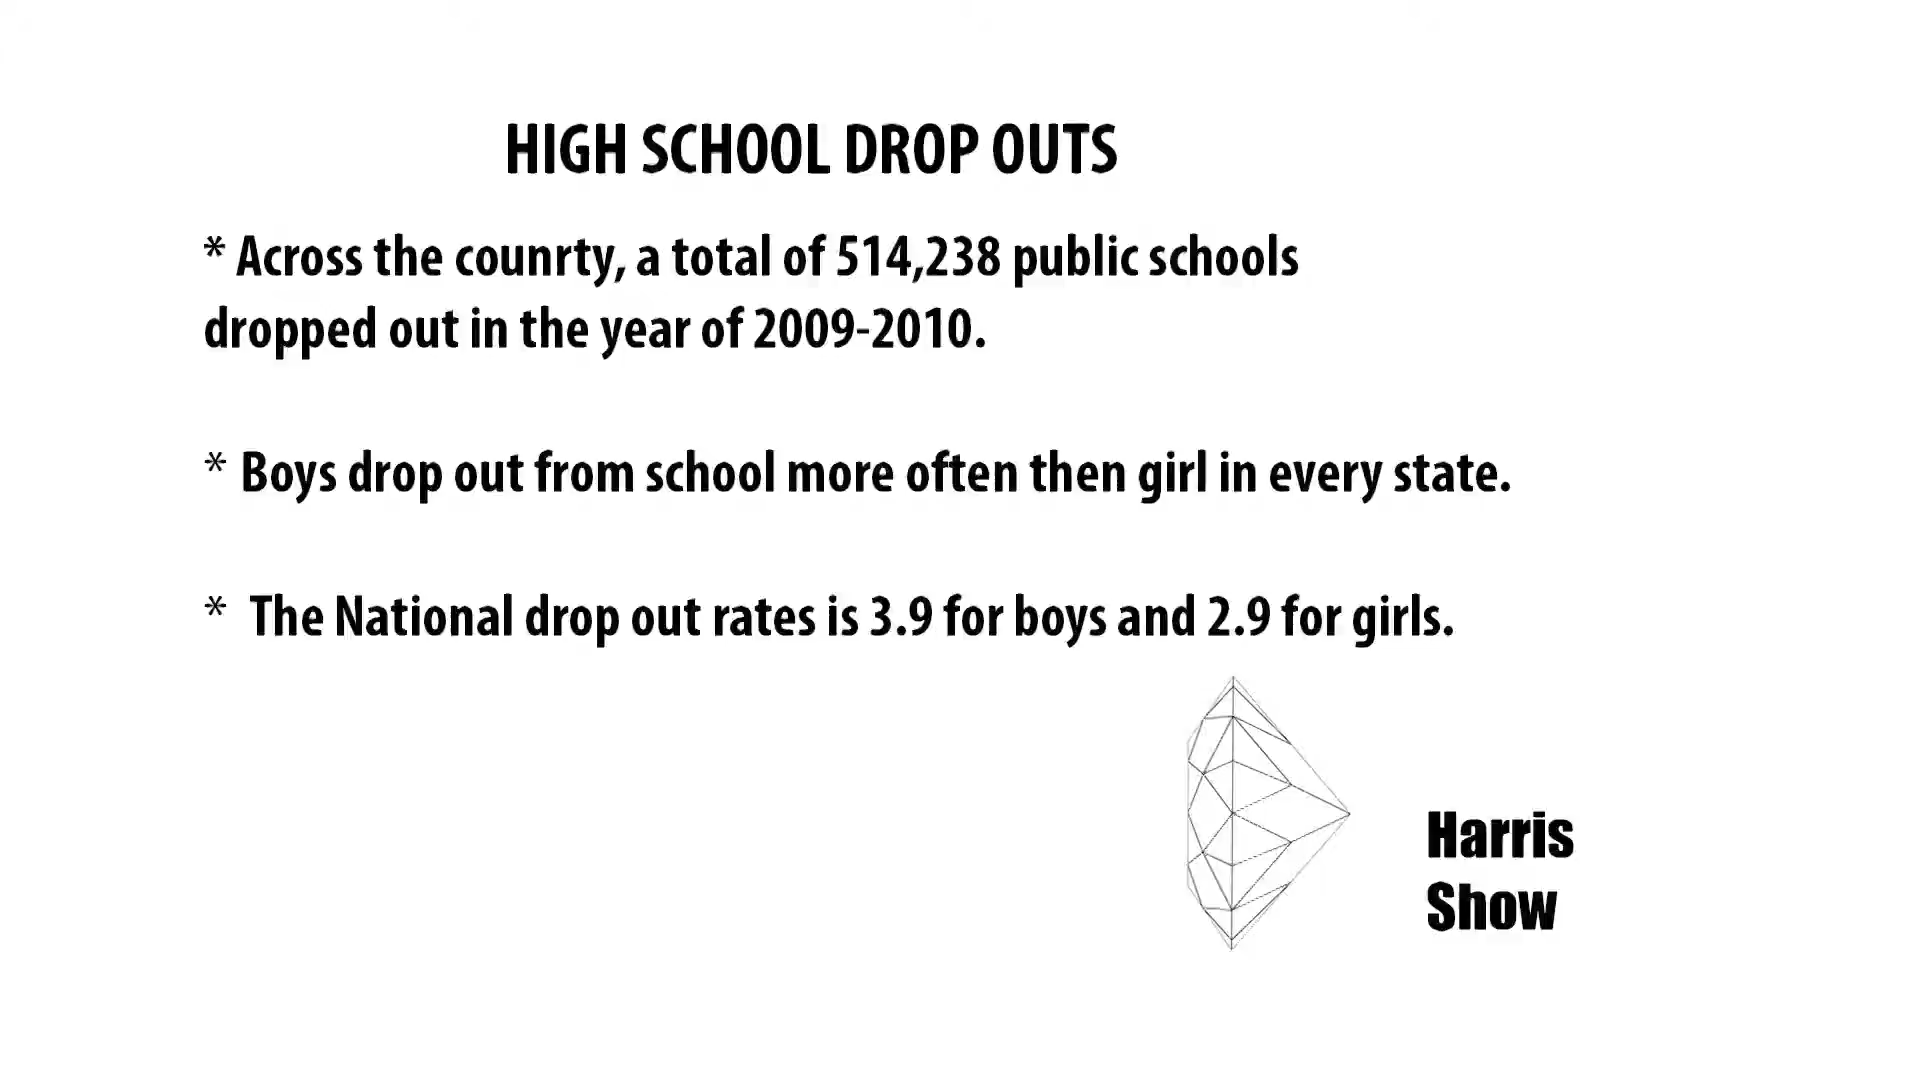 HIGH SCHOOL DROP OUTS
* Across the counrty, a total of 514,238 public schools
dropped out in the year of 2009-2010.
* Boys drop out from school more often then girl in every state.
* The National drop out rates is 3.9 for boys and 2.9 for girls.
Harris
Show